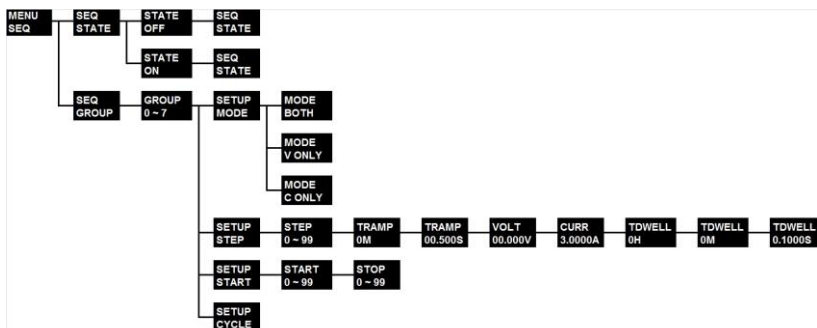 MENU SEQ STATE SEQ
SEQ STATE OFF STATE
STATE SEQ
ON STATE
SEQ GROUP SETUP MODE
GROUP 0 ~ 7 MODE BOTH
MODE
V ONLY
MODE
C ONLY
SETUP STEP TRAMP TRAMP VOLT CURR TDWELL TDWELL TDWELL
STEP 0 ~ 99 0M 00.500S 00.000V 3.0000A 0H 0M 0.1000S
SETUP START STOP
START 0 ~ 99 0 ~ 99
SETUP
CYCLE